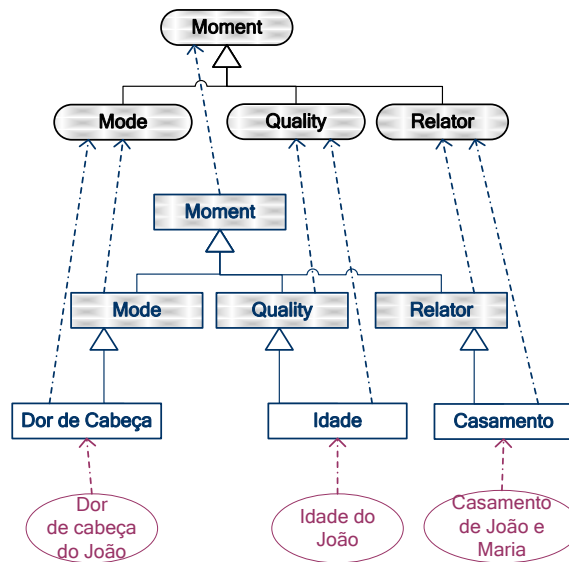 Moment
Mode
Quality
Relator
Moment
Mode
Quality
Relator
Dor de Cabeça
Idade
Casamento
Dor
de cabeça
do João
Idade do
João
Casamento
de João e
Maria